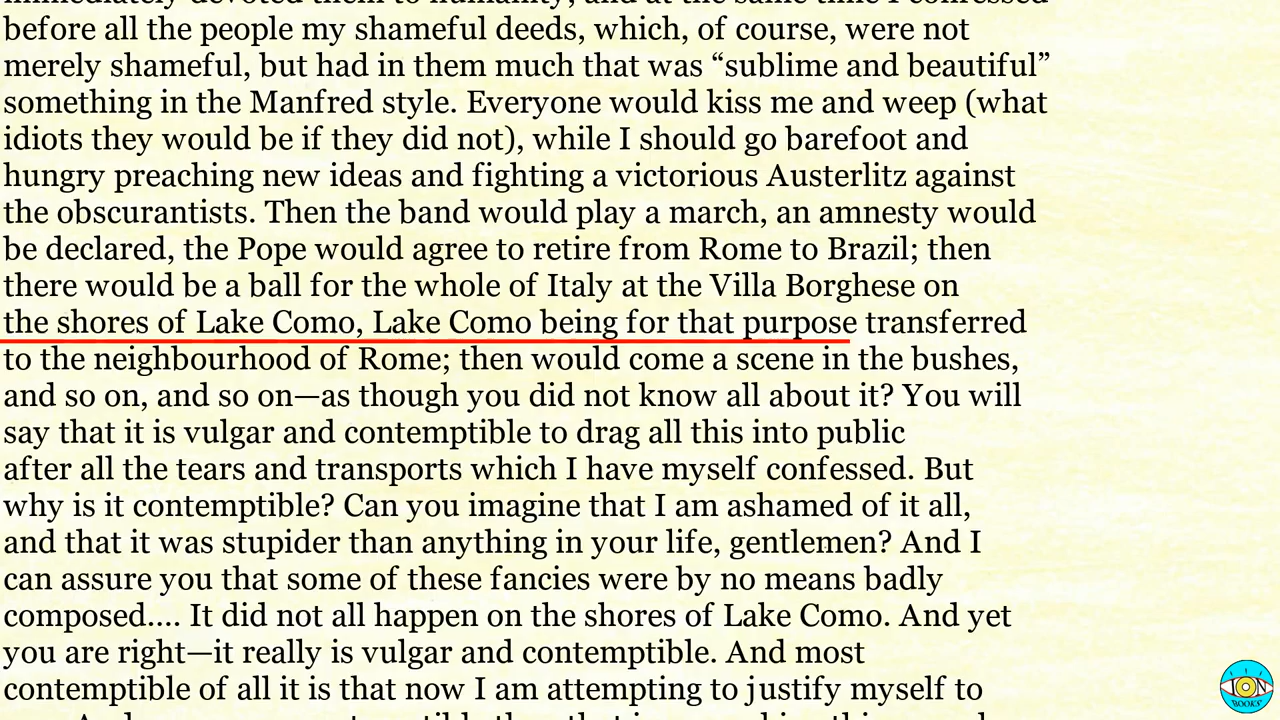 immediately devoted them to humanity, and at the same time I confessed
before all the people my shameful deeds, which, of course, were not
merely shameful, but had in them much that was “sublime and beautiful”
something in the Manfred style. Everyone would kiss me and weep (what
idiots they would be if they did not), while I should go barefoot and
hungry preaching new ideas and fighting a victorious Austerlitz against
the obscurantists. Then the band would play a march, an amnesty would
be declared, the Pope would agree to retire from Rome to Brazil; then
there would be a ball for the whole of Italy at the Villa Borghese on
the shores of Lake Como, Lake Como being for that purpose transferred
to the neighbourhood of Rome; then would come a scene in the bushes,
and so on, and so on—as though you did not know all about it? You will
say that it is vulgar and contemptible to drag all this into public
after all the tears and transports which I have myself confessed. But
why is it contemptible? Can you imagine that I am ashamed of it all,
and that it was stupider than anything in your life, gentlemen? And I
can assure you that some of these fancies were by no means badly
composed.... It did not all happen on the shores of Lake Como. And yet
you are right—it really is vulgar and contemptible. And most
contemptible of all it is that now I am attempting to justify myself to
ION
BOOKS